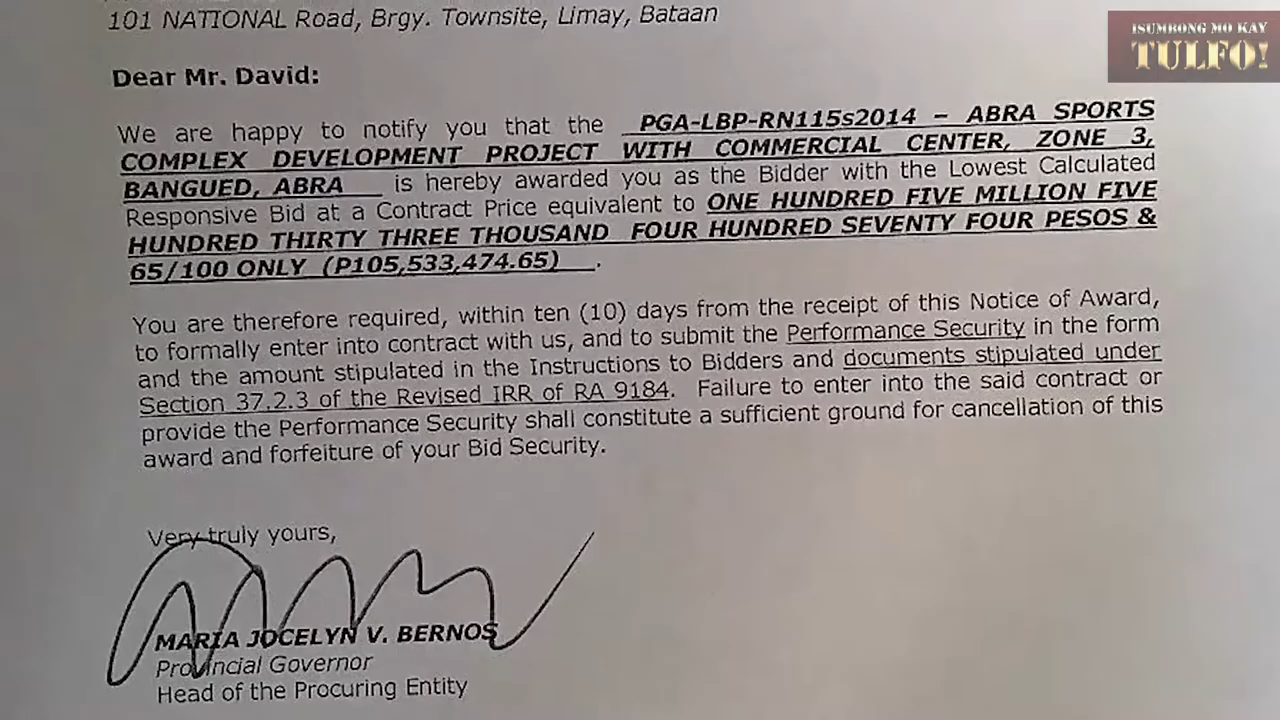 101 NATIONAL Road, Brgy. Townsite, Limay, Bataan
ISUMBONG MO KAY
TULFO!
Dear Mr. David:
We are happy to notify you that the PGA-LBP-RN115s2014 – ABRA SPORTS
COMPLEX DEVELOPMENT PROJECT WITH COMMERCIAL CENTER, ZONE 3,
BANGUED, ABRA is hereby awarded you as the Bidder with the Lowest Calculated
Responsive Bid at a Contract Price equivalent to ONE HUNDRED FIVE MILLION FIVE
HUNDRED THIRTY THREE THOUSAND FOUR HUNDRED SEVENTY FOUR PESOS &
65/100 ONLY (P105,533,474.65) .
You are therefore required, within ten (10) days from the receipt of this Notice of Award,
to formally enter into contract with us, and to submit the Performance Security in the form
and the amount stipulated in the Instructions to Bidders and documents stipulated under
Section 37.2.3 of the Revised IRR of RA 9184. Failure to enter into the said contract or
provide the Performance Security shall constitute a sufficient ground for cancellation of this
award and forfeiture of your Bid Security.
Very truly yours,
MARIA JOCELYN V. BERNOS
Provincial Governor
Head of the Procuring Entity